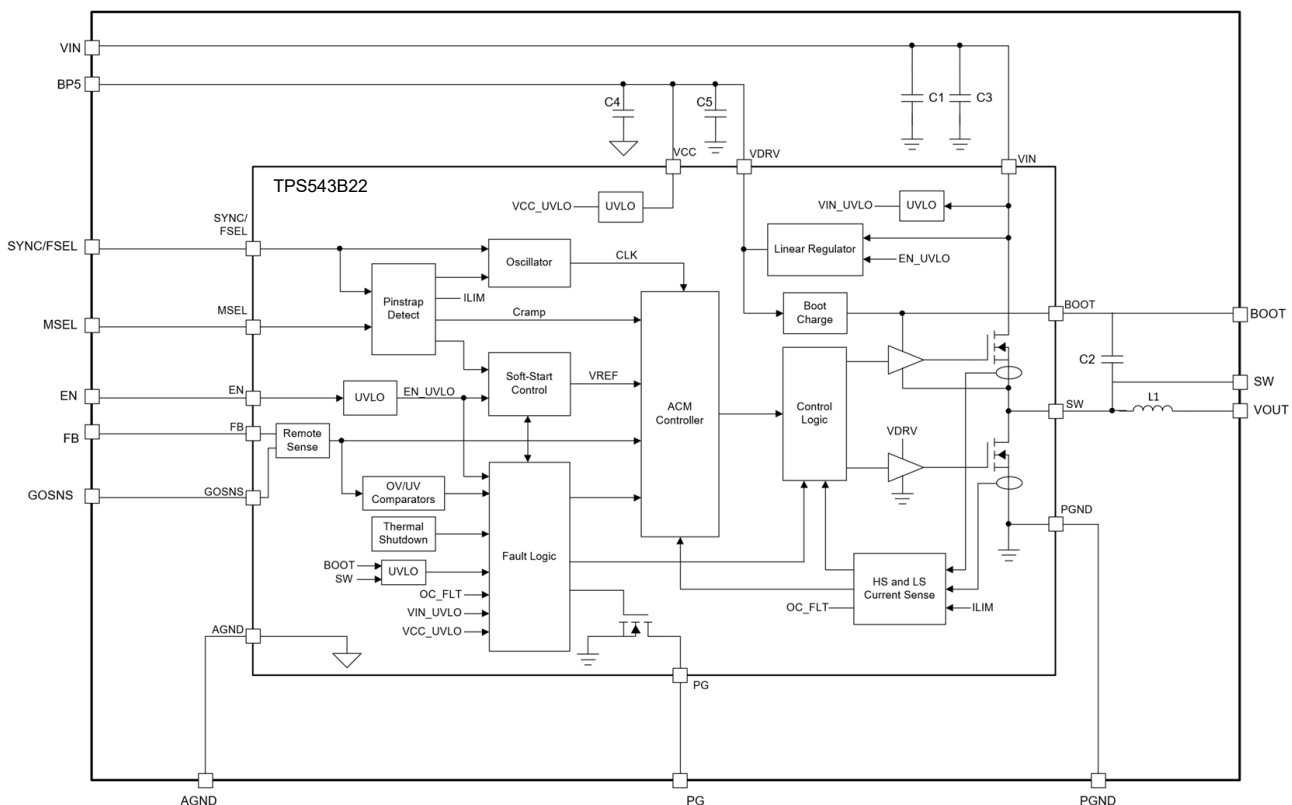 VIN
BP5
C4
C5
C1
C3
VCC
VDRV
VIN
TPS543B22
SYNC/
FSEL
VCC_UVLO
UVLO
VIN_UVLO
UVLO
SYNC/FSEL
Oscillator
CLK
Linear Regulator
EN_UVLO
Pinstrap
Detect
ILIM
MSEL
MSEL
Cramp
Boot
Charge
BOOT
BOOT
C2
Soft-Start
Control
VREF
ACM
Controller
Control
Logic
EN
EN
UVLO
EN_UVLO
SW
L1
SW
VOUT
FB
FB
Remote
Sense
VDRV
GOSNS
GOSNS
OV/UV
Comparators
Thermal
Shutdown
Fault Logic
PGND
BOOT
SW
UVLO
OC_FLT
VIN_UVLO
VCC_UVLO
HS and LS
Current Sense
OC_FLT
ILIM
AGND
PG
AGND
PG
PGND